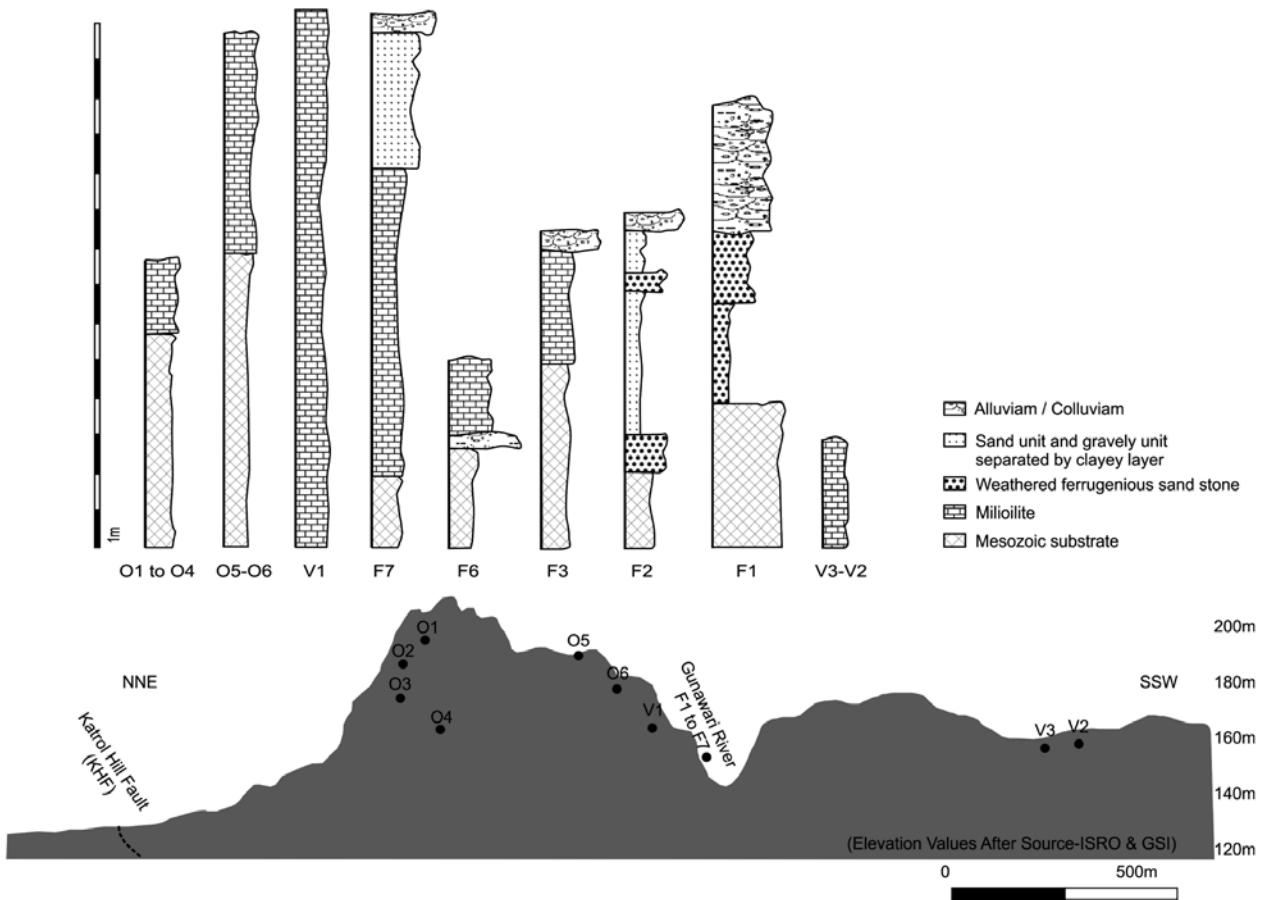 1m
O1 to O4
O5-O6
V1
F7
F6
F3
F2
F1
V3-V2
Alluviam / Colluviam
Sand unit and gravely unit
separated by clayey layer
Weathered ferrugenious sand stone
Milioilite
Mesozoic substrate
NNE
SSW
Katrol Hill Fault
(KHF)
O1
O2
O3
O4
O5
O6
V1
Gunawari River
F1 to F7
V3
V2
200m
180m
160m
140m
120m
(Elevation Values After Source-ISRO & GSI)
0
500m